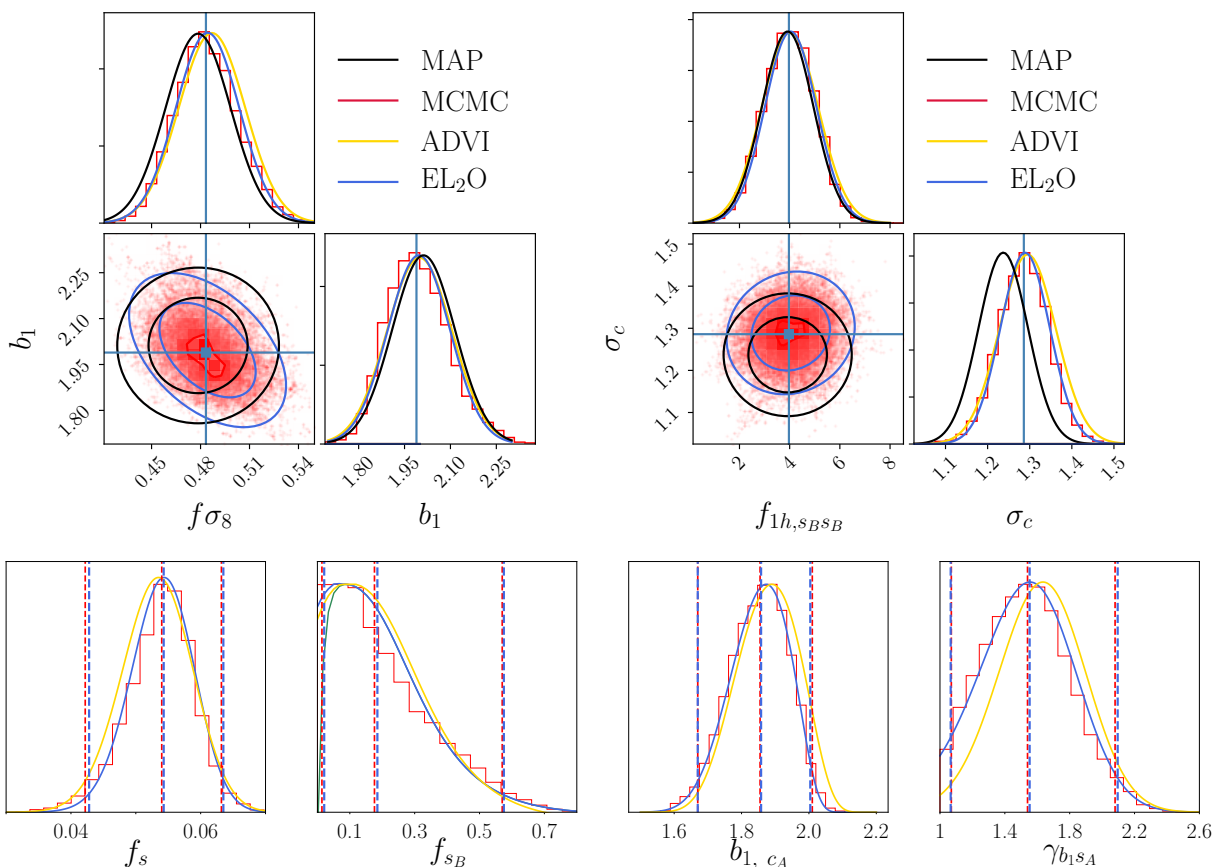 MAP
MCMC
ADVI
EL₂O
MAP
MCMC
ADVI
EL₂O
b₁
2.25
2.10
1.95
1.80
0.45
0.48
0.51
0.54
fσ₈
1.80
1.95
2.10
2.25
b₁
σ_c
1.5
1.4
1.3
1.2
1.1
2
4
6
8
f_{1h,s_Bs_B}
1.1
1.2
1.3
1.4
1.5
σ_c
0.04
0.06
f_s
0.1
0.3
0.5
0.7
f_{s_B}
1.6
1.8
2.0
2.2
b_{1, c_A}
1
1.4
1.8
2.2
2.6
γ_{b₁s_A}